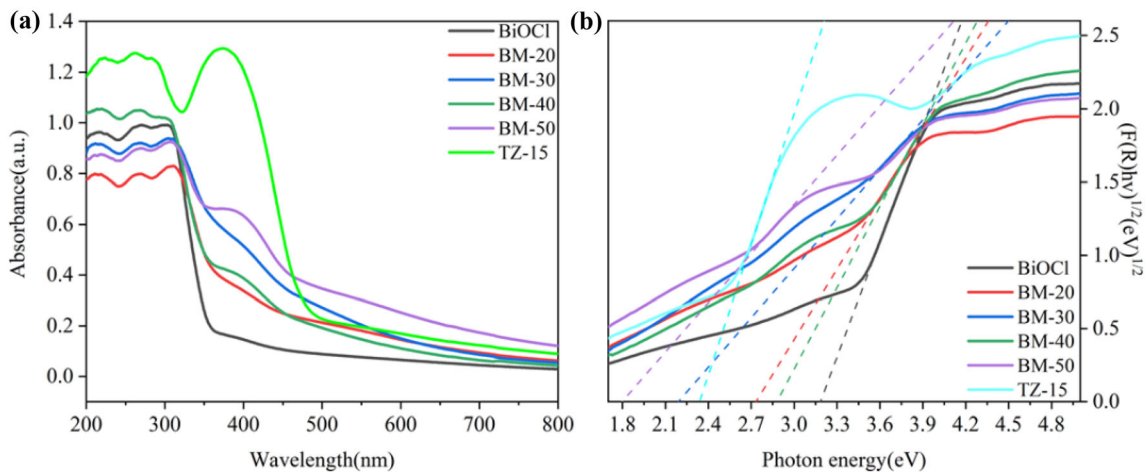 (a)
1.4
1.2
1.0
0.8
0.6
0.4
0.2
0.0
Absorbance(a.u.)
BiOCl
BM-20
BM-30
BM-40
BM-50
TZ-15
200 300 400 500 600 700 800
Wavelength(nm)
(b)
BiOCl
BM-20
BM-30
BM-40
BM-50
TZ-15
2.5
2.0
1.5
1.0
0.5
0.0
(F(R)hv)^1/2(eV)^1/2
1.8 2.1 2.4 2.7 3.0 3.3 3.6 3.9 4.2 4.5 4.8
Photon energy(eV)